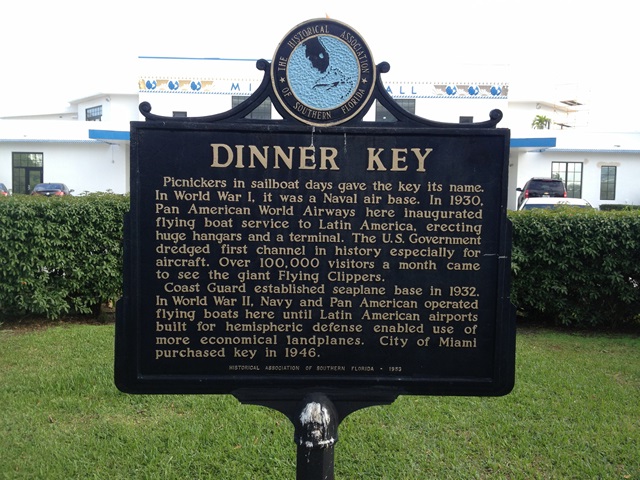 THE HISTORICAL ASSOCIATION
OF SOUTHERN FLORIDA
DINNER KEY
Picnickers in sailboat days gave the key its name.
In World War I, it was a Naval air base. In 1930,
Pan American World Airways here inaugurated
flying boat service to Latin America, erecting
huge hangars and a terminal. The U.S. Government
dredged first channel in history especially for
aircraft. Over 100,000 visitors a month came
to see the giant Flying Clippers.
Coast Guard established seaplane base in 1932.
In World War II, Navy and Pan American operated
flying boats here until Latin American airports
built for hemispheric defense enabled use of
more economical landplanes. City of Miami
purchased key in 1946.
HISTORICAL ASSOCIATION OF SOUTHERN FLORIDA - 1953